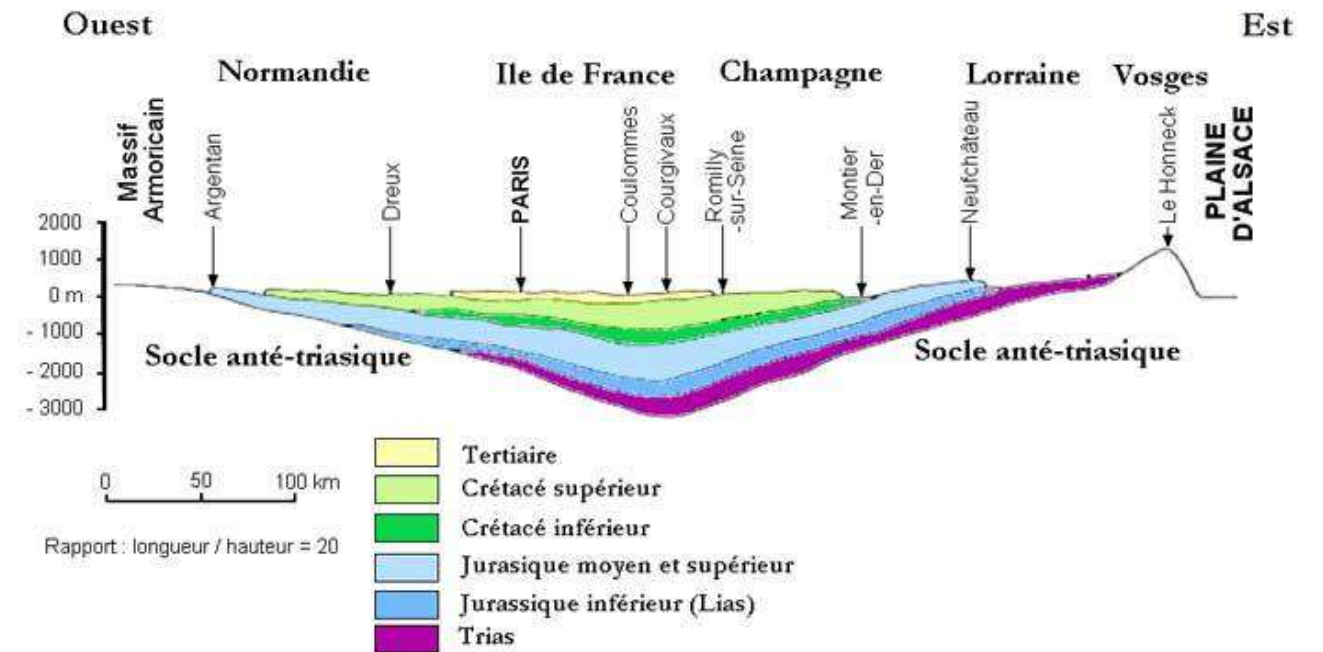 Ouest
Est
Normandie
Ile de France
Champagne
Lorraine
Vosges
Massif
Armoricain
Argentan
Dreux
PARIS
Coulommes
Courgivaux
Romilly
-sur-Seine
Montier
-en-Der
Neufchâteau
Le Honneck
PLAINE
D'ALSACE
2000
1000
0 m
- 1000
- 2000
- 3000
Socle anté-triasique
Socle anté-triasique
0 50 100 km
Rapport : longueur / hauteur = 20
Tertiaire
Crétacé supérieur
Crétacé inférieur
Jurasique moyen et supérieur
Jurassique inférieur (Lias)
Trias